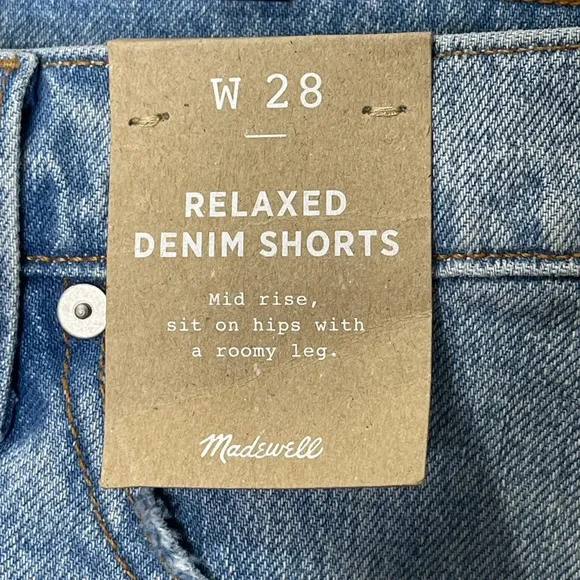 W 28
RELAXED
DENIM SHORTS
Mid rise,
sit on hips with
a roomy leg.
Madewell